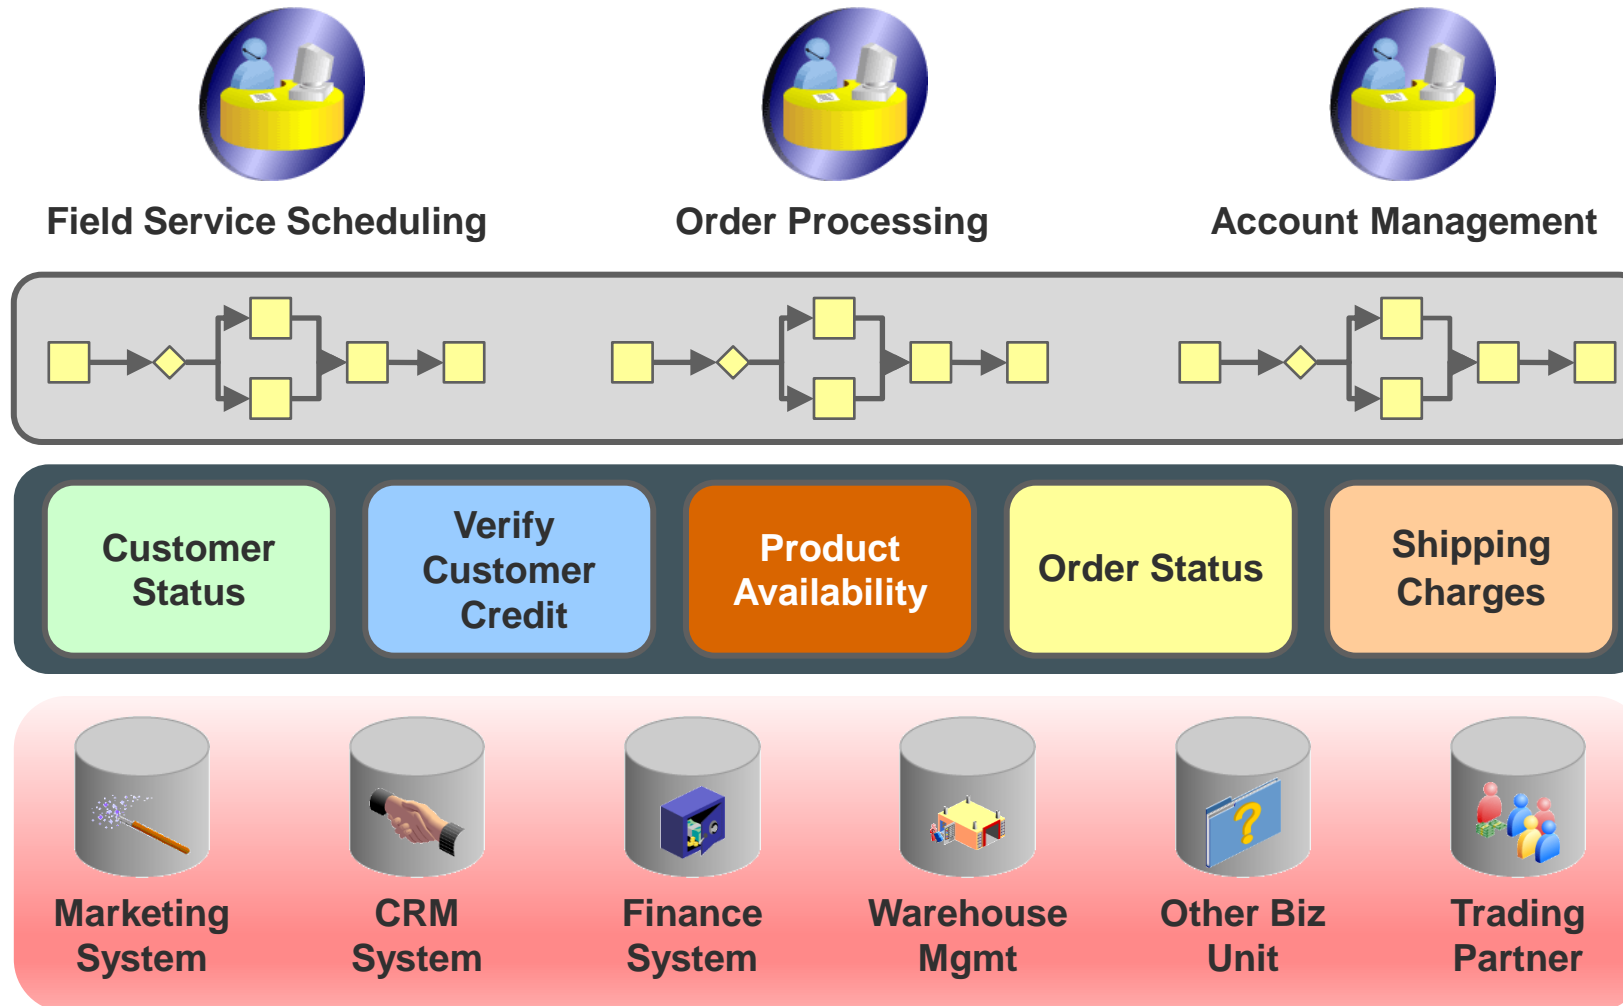 Field Service Scheduling
Order Processing
Account Management
Customer
Status
Verify
Customer
Credit
Product
Availability
Order Status
Shipping
Charges
Marketing
System
CRM
System
Finance
System
Warehouse
Mgmt
Other Biz
Unit
?
Trading
Partner